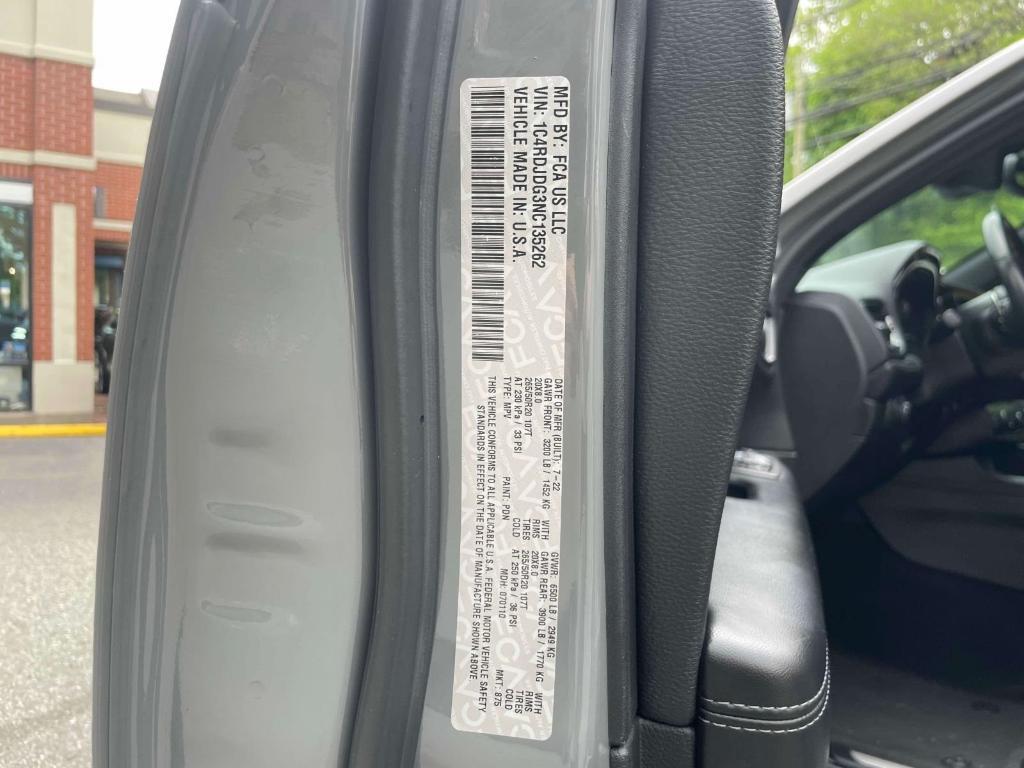 MFD BY: FCA US LLC
VIN: 1C4RDJDG3NC135262
VEHICLE MADE IN: U.S.A.
DATE OF MFR (BUILT): 7-22 GVWR: 6500 LB / 2949 KG
GAWR FRONT: 3200 LB / 1452 KG WITH GAWR REAR: 3900 LB / 1770 KG WITH
20X8.0 RIMS 20X8.0 RIMS
265/50R20 107T TIRES 265/50R20 107T TIRES
AT 230 kPa / 33 PSI COLD AT 250 kPa / 36 PSI COLD
TYPE: MPV PAINT: PDN MDH: 070110 MKT: 875
THIS VEHICLE CONFORMS TO ALL APPLICABLE U.S.A. FEDERAL MOTOR VEHICLE SAFETY
STANDARDS IN EFFECT ON THE DATE OF MANUFACTURE SHOWN ABOVE